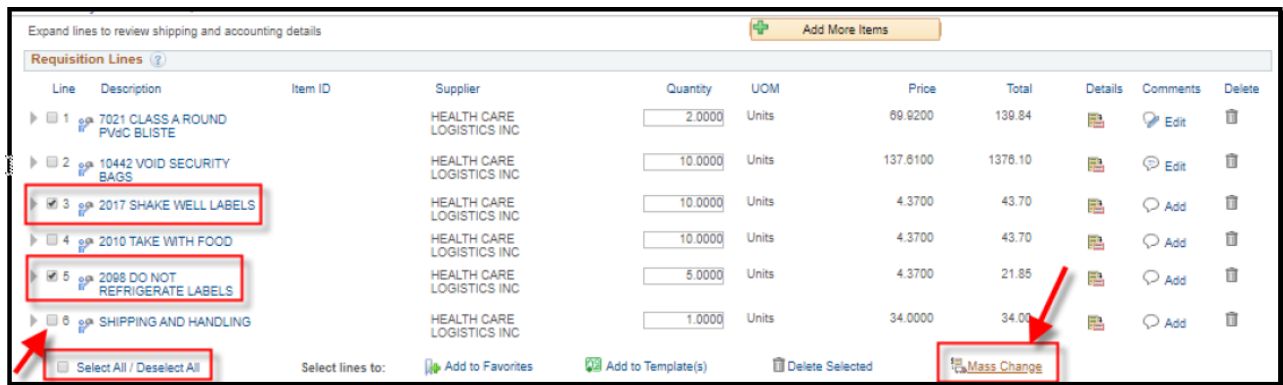 Expand lines to review shipping and accounting details
Add More Items
Requisition Lines ?
Line Description Item ID Supplier Quantity UOM Price Total Details Comments Delete
1 7021 CLASS A ROUND PVdC BLISTE HEALTH CARE LOGISTICS INC 2.0000 Units 69.9200 139.84 Edit
2 10442 VOID SECURITY BAGS HEALTH CARE LOGISTICS INC 10.0000 Units 137.6100 1376.10 Edit
3 2017 SHAKE WELL LABELS HEALTH CARE LOGISTICS INC 10.0000 Units 4.3700 43.70 Add
4 2010 TAKE WITH FOOD HEALTH CARE LOGISTICS INC 10.0000 Units 4.3700 43.70 Add
5 2098 DO NOT REFRIGERATE LABELS HEALTH CARE LOGISTICS INC 5.0000 Units 4.3700 21.85 Add
6 SHIPPING AND HANDLING HEALTH CARE LOGISTICS INC 1.0000 Units 34.0000 34.00 Add
Select All / Deselect All Select lines to: Add to Favorites Add to Template(s) Delete Selected Mass Change